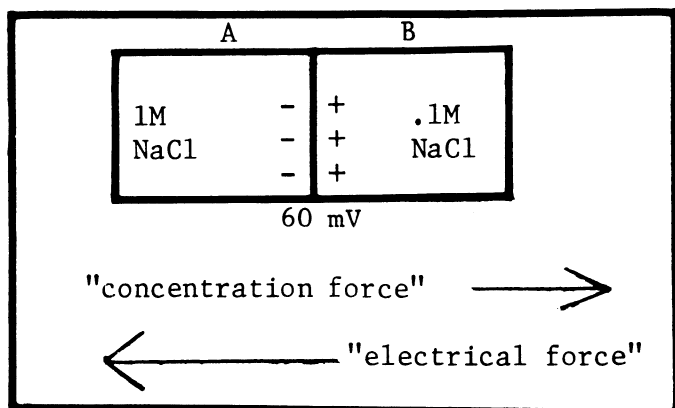 A B
1M - + .1M
NaCl - + NaCl
- +
60 mV
"concentration force"
"electrical force"